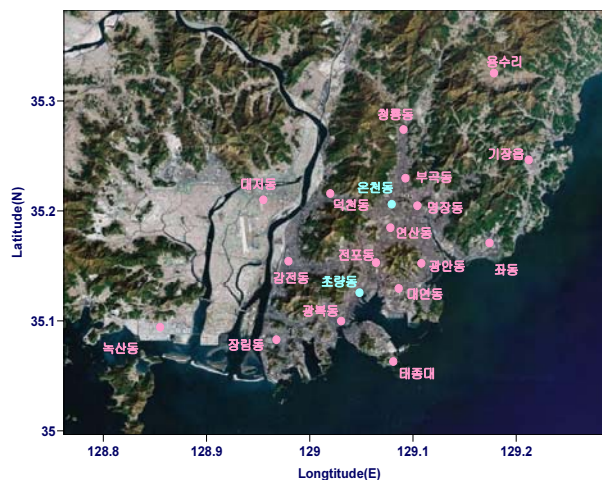 용수리
청룡동
기장읍
부곡동
대저동
온천동
덕천동
명장동
연산동
좌동
전포동
광안동
감전동
초량동
대연동
광복동
녹산동
장림동
태종대
35.3
35.2
35.1
35
Latitude(N)
128.8
128.9
129
129.1
129.2
Longtitude(E)